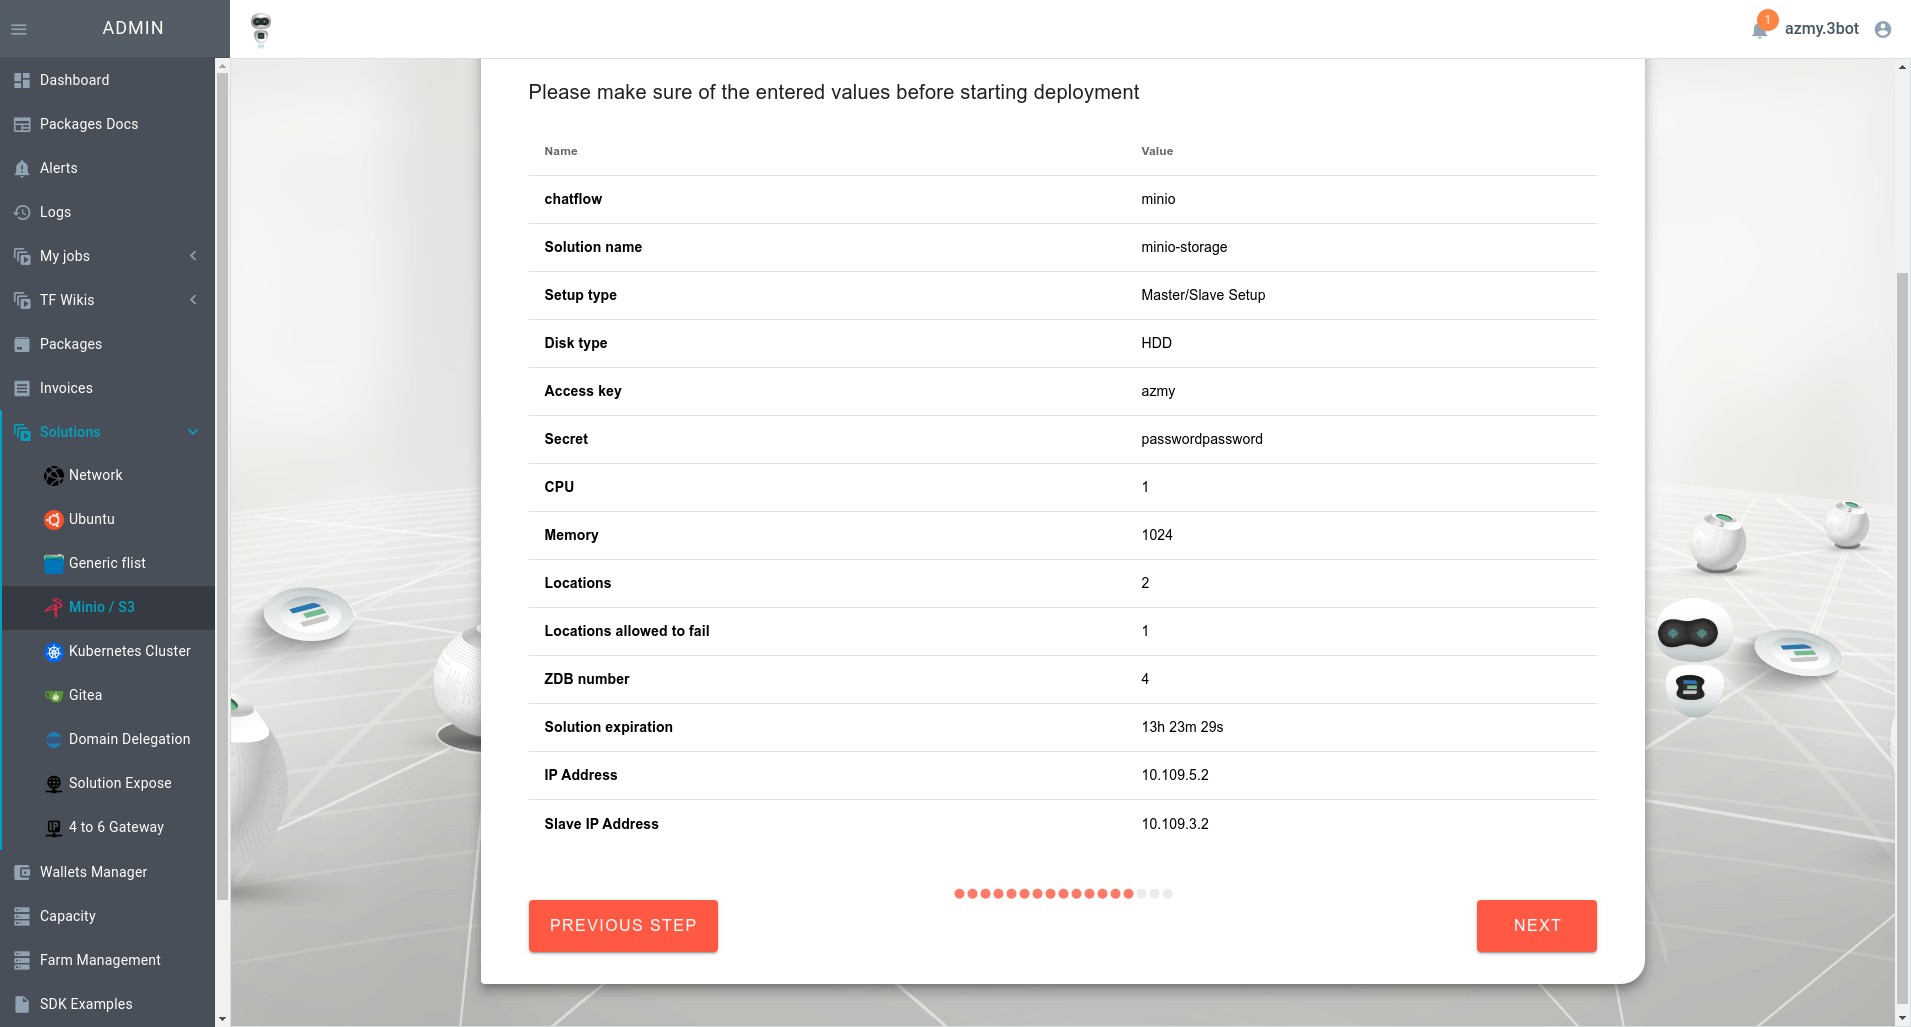 ADMIN
1
azmy.3bot
Dashboard
Packages Docs
Alerts
Logs
My jobs
TF Wikis
Packages
Invoices
Solutions
Network
Ubuntu
Generic flist
Minio / S3
Kubernetes Cluster
Gitea
Domain Delegation
Solution Expose
4 to 6 Gateway
Wallets Manager
Capacity
Farm Management
SDK Examples
Please make sure of the entered values before starting deployment
Name Value
chatflow minio
Solution name minio-storage
Setup type Master/Slave Setup
Disk type HDD
Access key azmy
Secret passwordpassword
CPU 1
Memory 1024
Locations 2
Locations allowed to fail 1
ZDB number 4
Solution expiration 13h 23m 29s
IP Address 10.109.5.2
Slave IP Address 10.109.3.2
PREVIOUS STEP NEXT